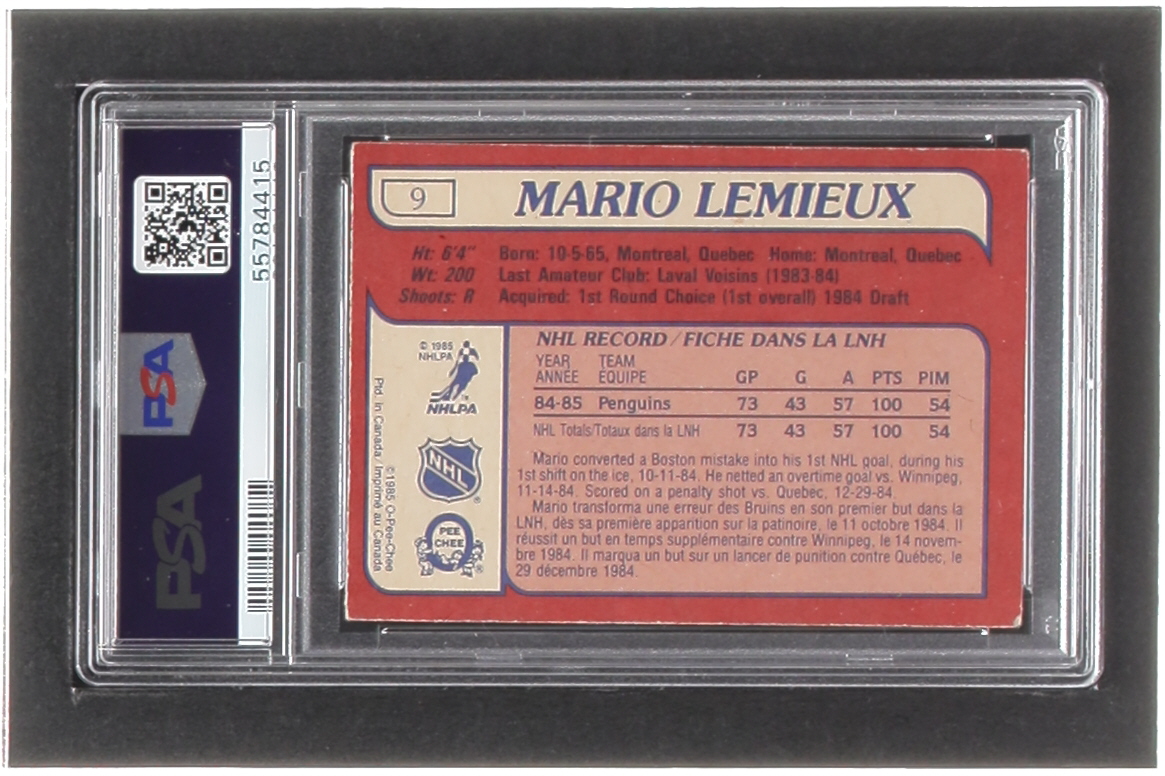 55784415
PSA
PSA
9
MARIO LEMIEUX
Ht: 6'4" Born: 10-5-65, Montreal, Quebec Home: Montreal, Quebec
Wt: 200 Last Amateur Club: Laval Voisins (1983-84)
Shoots: R Acquired: 1st Round Choice (1st overall) 1984 Draft
© 1985
NHLPA
NHLPA
NHL
PEE
CHEE
©1985 O-Pee-Chee
Ptd. in Canada/Imprimé au Canada
NHL RECORD/FICHE DANS LA LNH
YEAR TEAM
ANNÉE ÉQUIPE GP G A PTS PIM
84-85 Penguins 73 43 57 100 54
NHL Totals/Totaux dans la LNH 73 43 57 100 54
Mario converted a Boston mistake into his 1st NHL goal, during his
1st shift on the ice, 10-11-84. He netted an overtime goal vs. Winnipeg,
11-14-84. Scored on a penalty shot vs. Quebec, 12-29-84.
Mario transforma une erreur des Bruins en son premier but dans la
LNH, dès sa première apparition sur la patinoire, le 11 octobre 1984. Il
réussit un but en temps supplémentaire contre Winnipeg, le 14 novem-
bre 1984. Il marqua un but sur un lancer de punition contre Québec, le
29 décembre 1984.